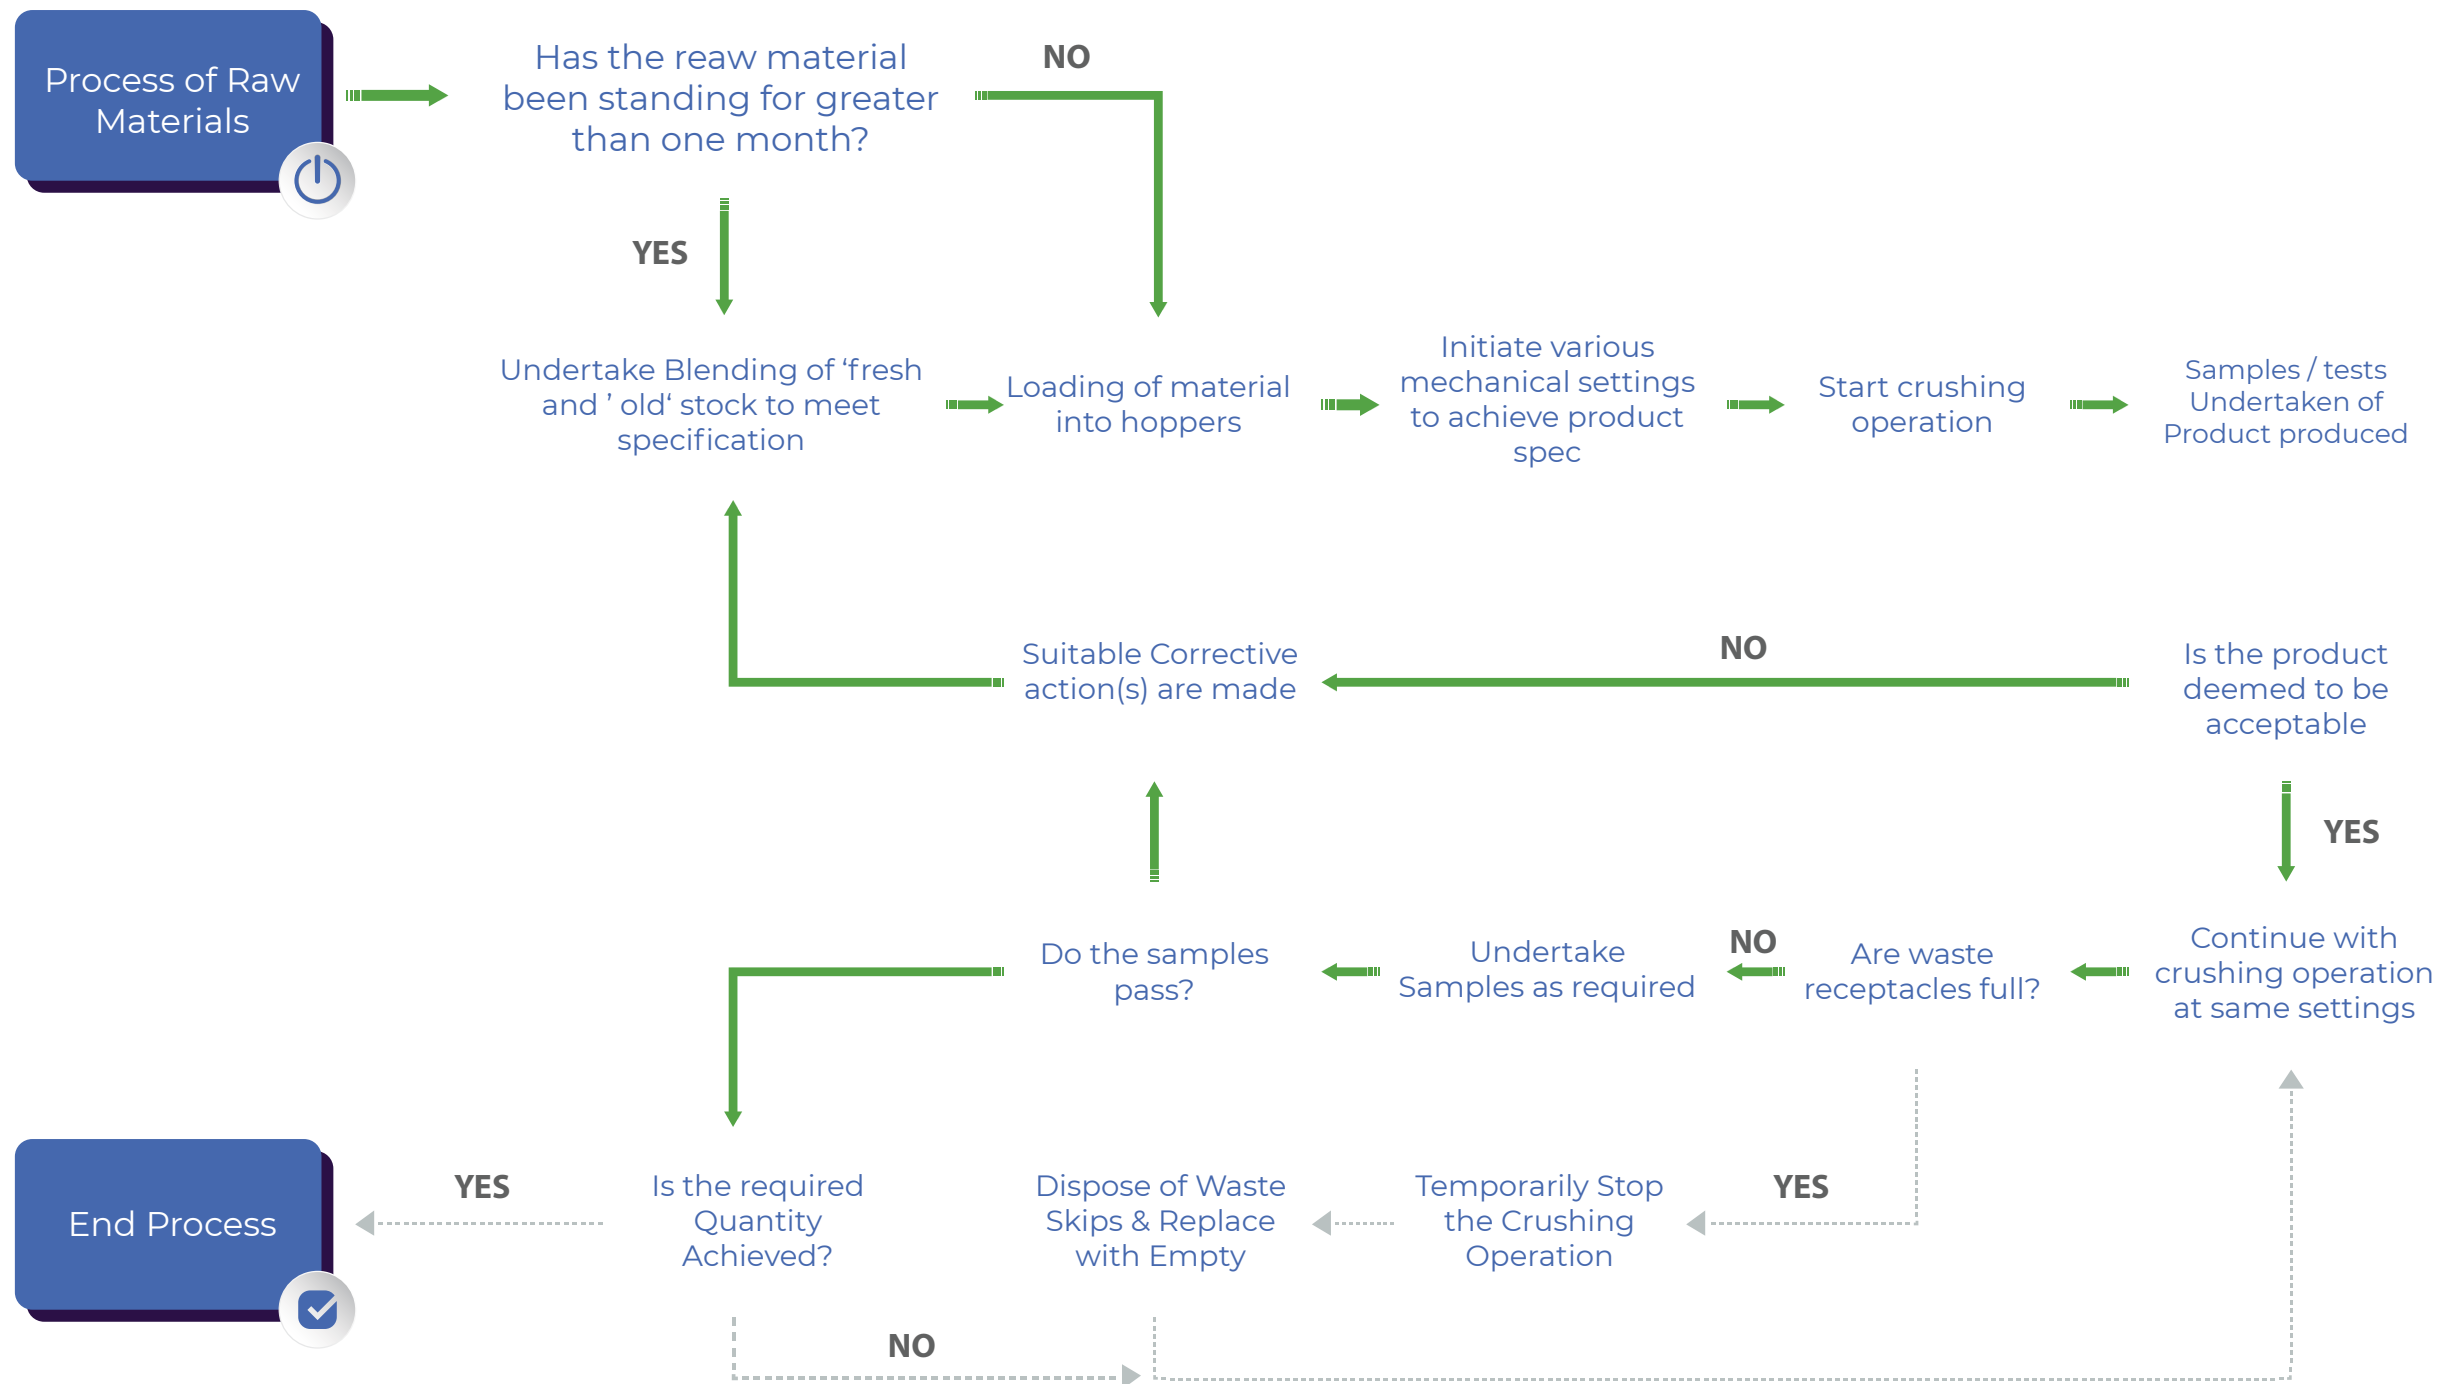 Process of Raw
Materials
Has the reaw material
been standing for greater
than one month?
NO
YES
Undertake Blending of ‘fresh
and ’ old‘ stock to meet
specification
Loading of material
into hoppers
Initiate various
mechanical settings
to achieve product
spec
Start crushing
operation
Samples / tests
Undertaken of
Product produced
Suitable Corrective
action(s) are made
NO
Is the product
deemed to be
acceptable
YES
Do the samples
pass?
Undertake
Samples as required
NO
Are waste
receptacles full?
Continue with
crushing operation
at same settings
End Process
YES
Is the required
Quantity
Achieved?
Dispose of Waste
Skips & Replace
with Empty
Temporarily Stop
the Crushing
Operation
YES
NO